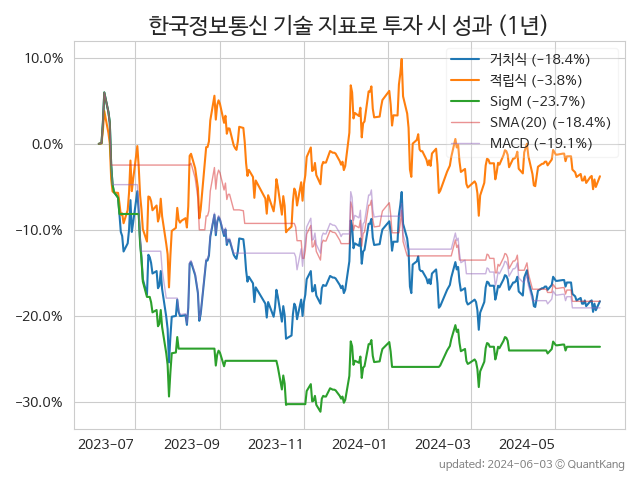 한국정보통신 기술 지표로 투자 시 성과 (1년)
10.0%
0.0%
−10.0%
−20.0%
−30.0%
거치식 (−18.4%)
적립식 (−3.8%)
SigM (−23.7%)
SMA(20) (−18.4%)
MACD (−19.1%)
2023-07
2023-09
2023-11
2024-01
2024-03
2024-05
updated: 2024-06-03 © QuantKang